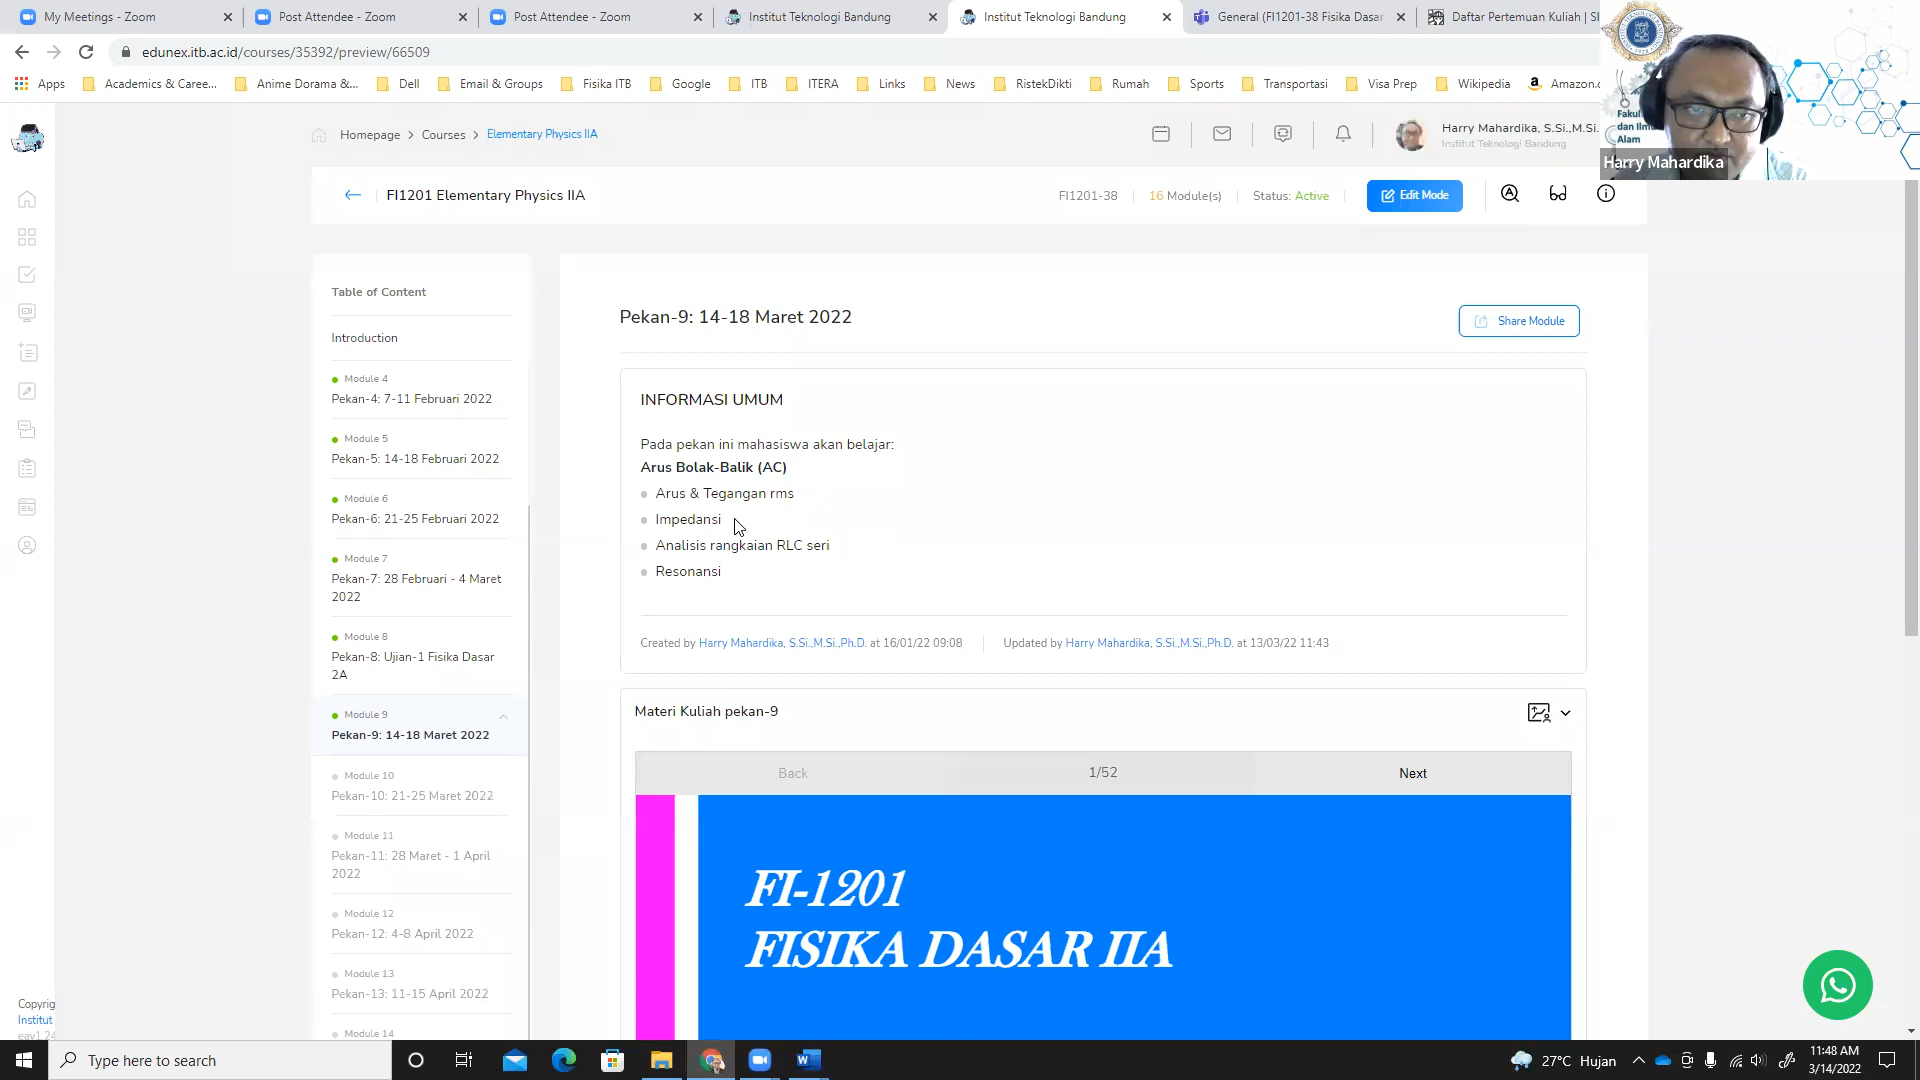 My Meetings - Zoom
Post Attendee - Zoom
Post Attendee - Zoom
Institut Teknologi Bandung
Institut Teknologi Bandung
General (FI1201-38 Fisika Dasar
Daftar Pertemuan Kuliah | SI
edunex.itb.ac.id/courses/35392/preview/66509
Apps
Academics & Caree...
Anime Dorama &...
Dell
Email & Groups
Fisika ITB
Google
ITB
ITERA
Links
News
RistekDikti
Rumah
Sports
Transportasi
Visa Prep
Wikipedia
Amazon.c
Fakul
dan Ilm
Alam
Harry Mahardika
Homepage > Courses > Elementary Physics IIA
Harry Mahardika, S.Si.,M.Si.
Institut Teknologi Bandung
FI1201 Elementary Physics IIA
FI1201-38
16 Module(s)
Status: Active
Edit Mode
Table of Content
Introduction
Module 4
Pekan-4: 7-11 Februari 2022
Module 5
Pekan-5: 14-18 Februari 2022
Module 6
Pekan-6: 21-25 Februari 2022
Module 7
Pekan-7: 28 Februari - 4 Maret
2022
Module 8
Pekan-8: Ujian-1 Fisika Dasar
2A
Module 9
Pekan-9: 14-18 Maret 2022
Module 10
Pekan-10: 21-25 Maret 2022
Module 11
Pekan-11: 28 Maret - 1 April
2022
Module 12
Pekan-12: 4-8 April 2022
Module 13
Pekan-13: 11-15 April 2022
Module 14
Copyrig
Institut
eav1.24
Pekan-9: 14-18 Maret 2022
Share Module
INFORMASI UMUM
Pada pekan ini mahasiswa akan belajar:
Arus Bolak-Balik (AC)
Arus & Tegangan rms
Impedansi
Analisis rangkaian RLC seri
Resonansi
Created by Harry Mahardika, S.Si.,M.Si.,Ph.D. at 16/01/22 09:08
Updated by Harry Mahardika, S.Si.,M.Si.,Ph.D. at 13/03/22 11:43
Materi Kuliah pekan-9
Back
1/52
Next
FI-1201
FISIKA DASAR IIA
Type here to search
27°C Hujan
11:48 AM
3/14/2022